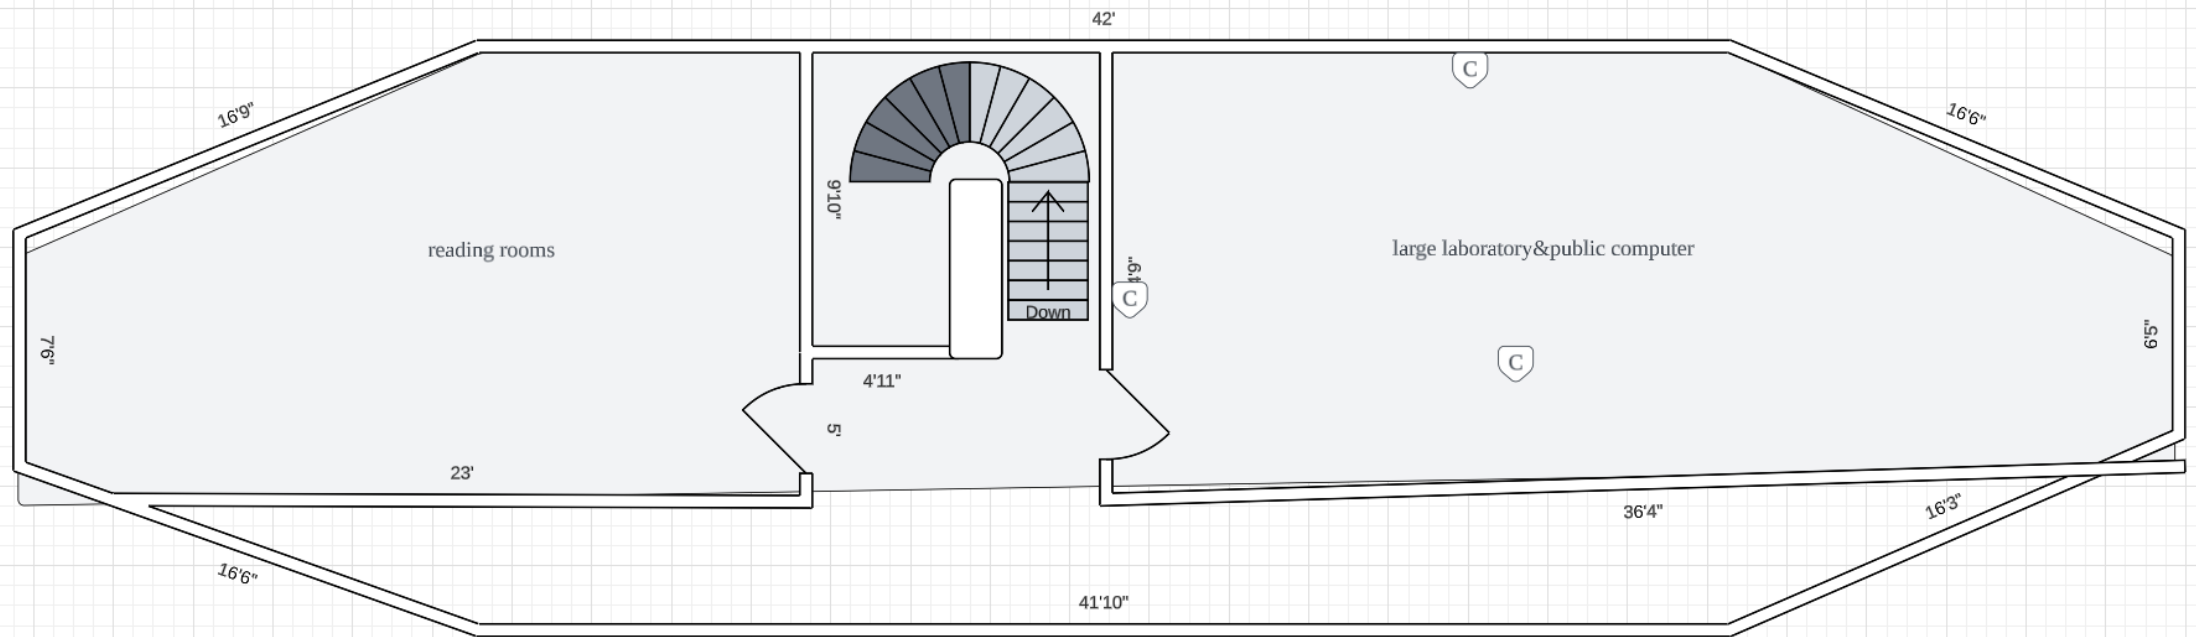 42'
16'9"
C
16'6"
9'10"
reading rooms
large laboratory&public computer
C
Down
7'6"
6'5"
C
4'11"
5'
23'
36'4"
16'3"
16'6"
41'10"